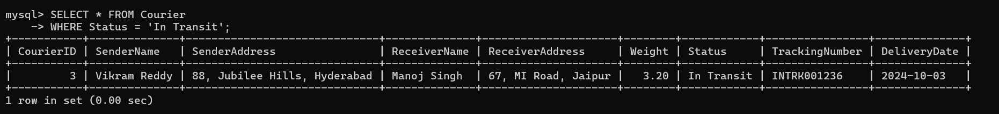 mysql> SELECT * FROM Courier
    -> WHERE Status = 'In Transit';
+-----------+--------------+------------------------------+--------------+---------------------+--------+------------+----------------+--------------+
| CourierID | SenderName   | SenderAddress                | ReceiverName | ReceiverAddress     | Weight | Status     | TrackingNumber | DeliveryDate |
+-----------+--------------+------------------------------+--------------+---------------------+--------+------------+----------------+--------------+
|         3 | Vikram Reddy | 88, Jubilee Hills, Hyderabad | Manoj Singh  | 67, MI Road, Jaipur |   3.20 | In Transit | INTRK001236    | 2024-10-03   |
+-----------+--------------+------------------------------+--------------+---------------------+--------+------------+----------------+--------------+
1 row in set (0.00 sec)